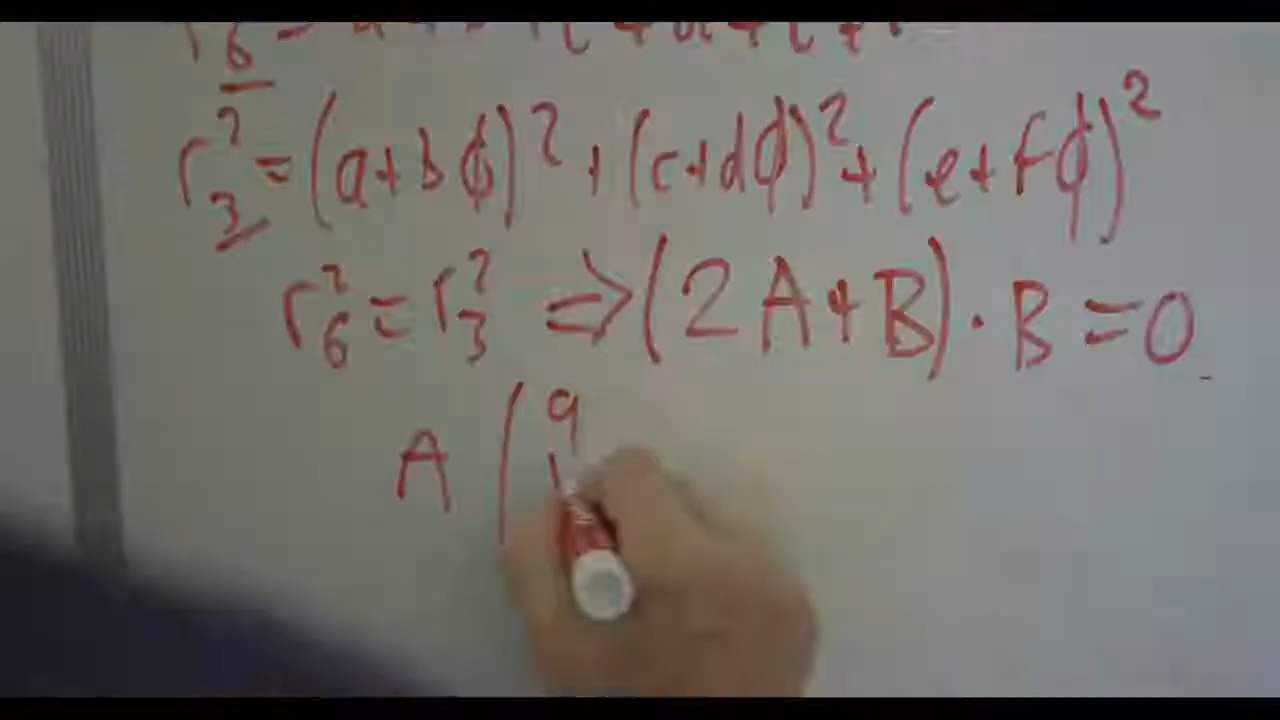 r₃² = (a+bϕ)² + (c+dϕ)² + (e+fϕ)²
r₆² = r₃² ⇒ (2A+B)·B=0
A (